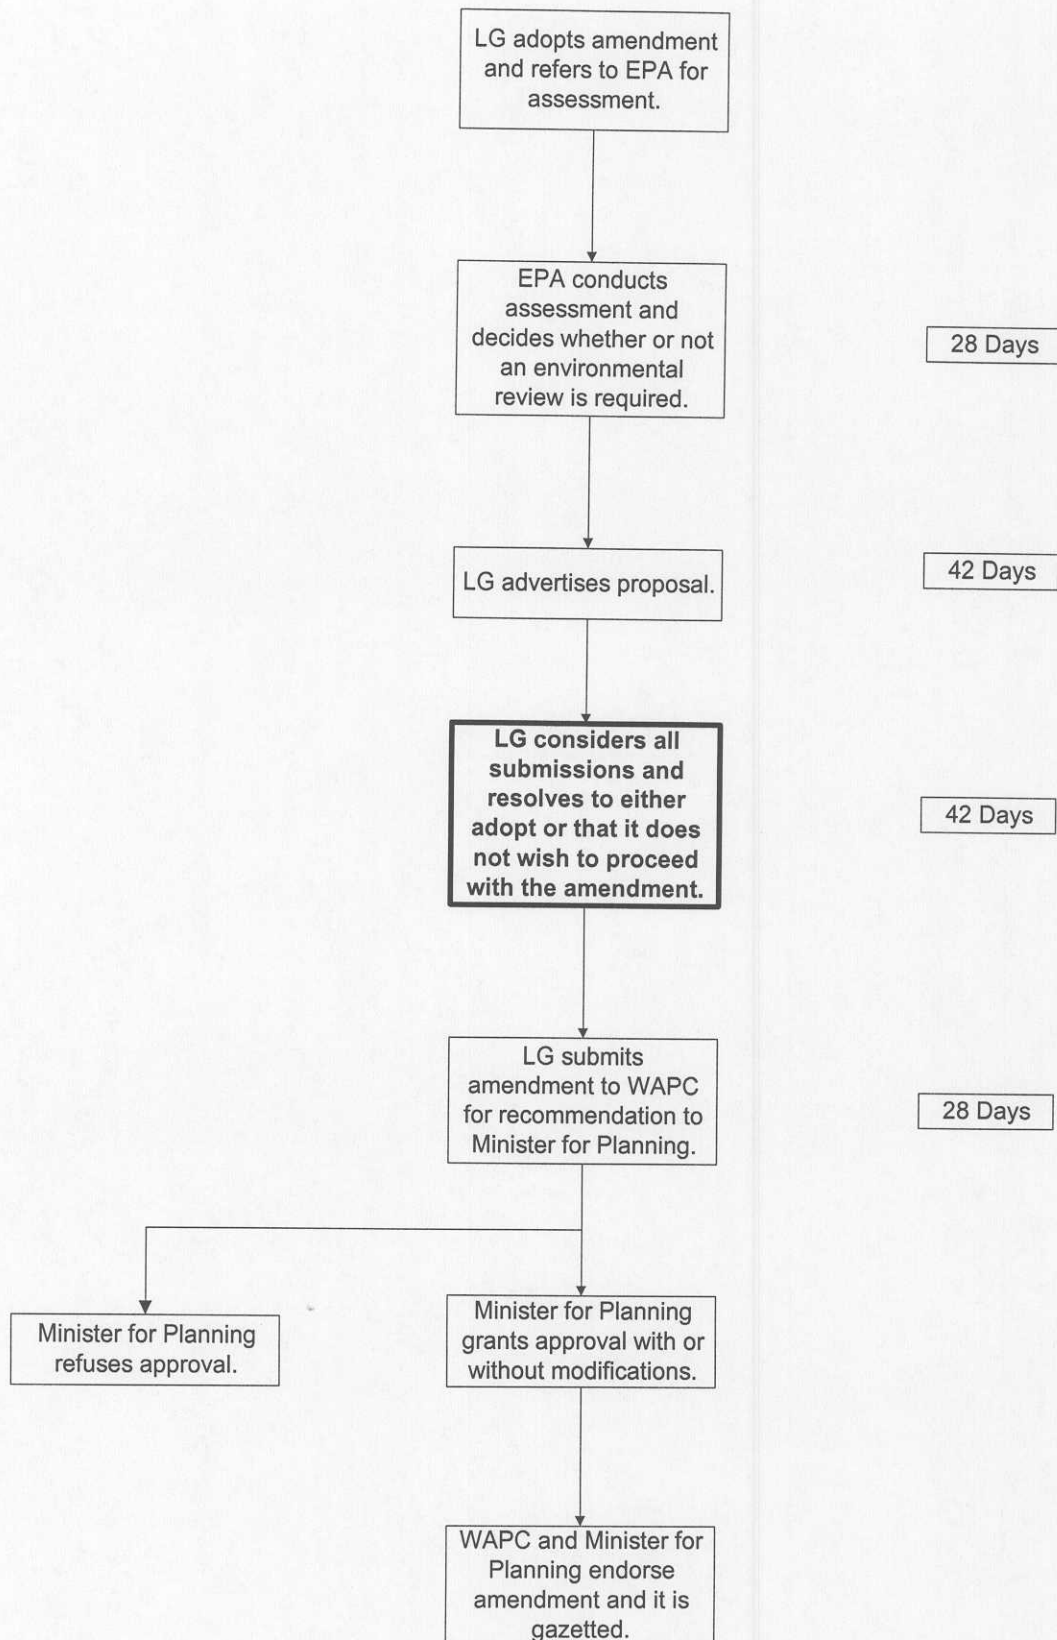 LG adopts amendment
and refers to EPA for
assessment.
EPA conducts
assessment and
decides whether or not
an environmental
review is required.
28 Days
LG advertises proposal.
42 Days
LG considers all
submissions and
resolves to either
adopt or that it does
not wish to proceed
with the amendment.
42 Days
LG submits
amendment to WAPC
for recommendation to
Minister for Planning.
28 Days
Minister for Planning
refuses approval.
Minister for Planning
grants approval with or
without modifications.
WAPC and Minister for
Planning endorse
amendment and it is
gazetted.